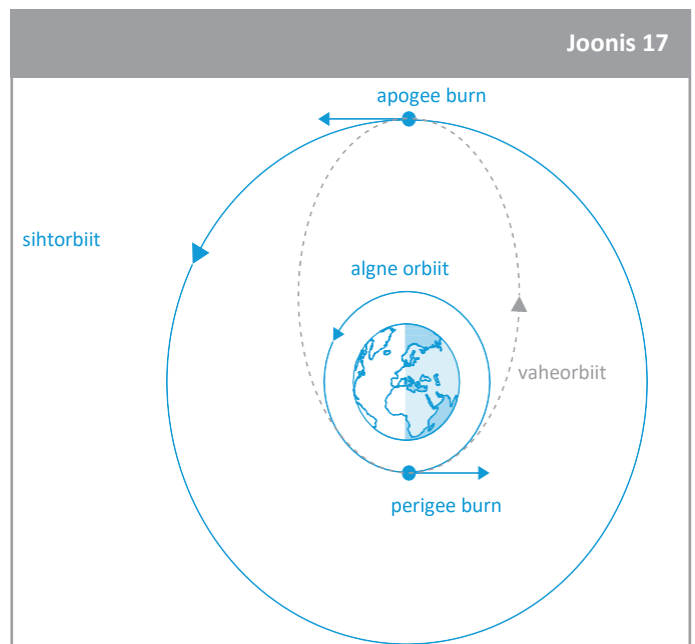 Joonis 17
apogee burn
sihtorbiit
algne orbiit
vaheorbiit
perigee burn